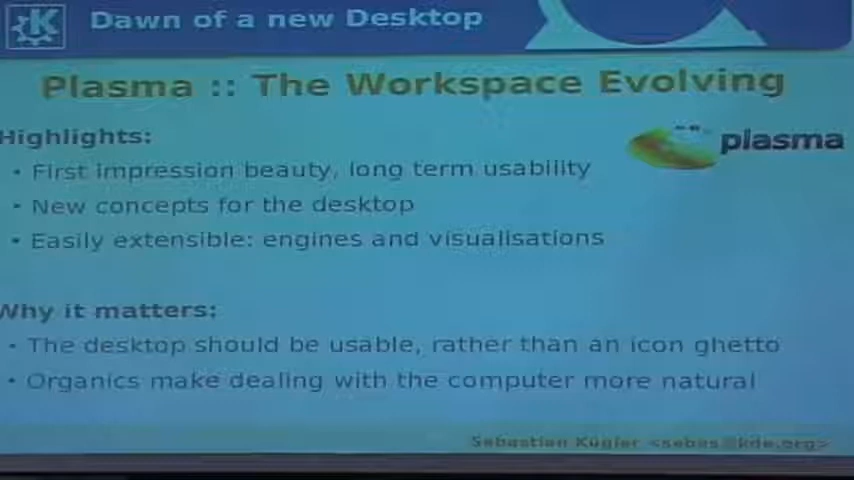 K
Dawn of a new Desktop
Plasma :: The Workspace Evolving
Highlights:
plasma
• First impression beauty, long term usability
• New concepts for the desktop
• Easily extensible: engines and visualisations
Why it matters:
• The desktop should be usable, rather than an icon ghetto
• Organics make dealing with the computer more natural
Sebastian Kügler <sebas@kde.org>